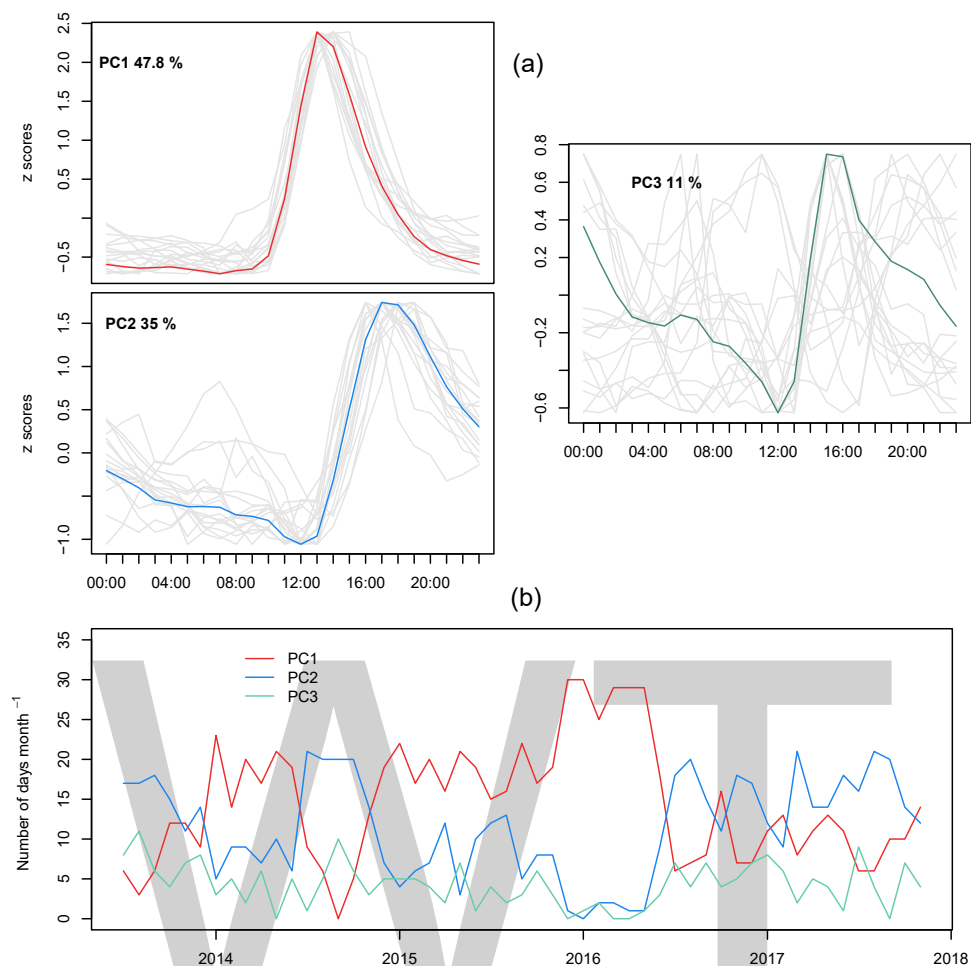 (a)
PC1 47.8 %
z scores
2.5
2.0
1.5
0.5
−0.5
PC2 35 %
z scores
1.5
1.0
0.5
0.0
−1.0
00:00 04:00 08:00 12:00 16:00 20:00
PC3 11 %
0.8
0.6
0.4
0.2
−0.2
−0.6
00:00 04:00 08:00 12:00 16:00 20:00
(b)
Number of days month −1
35
30
25
20
15
10
5
0
PC1
PC2
PC3
2014 2015 2016 2017 2018
WT